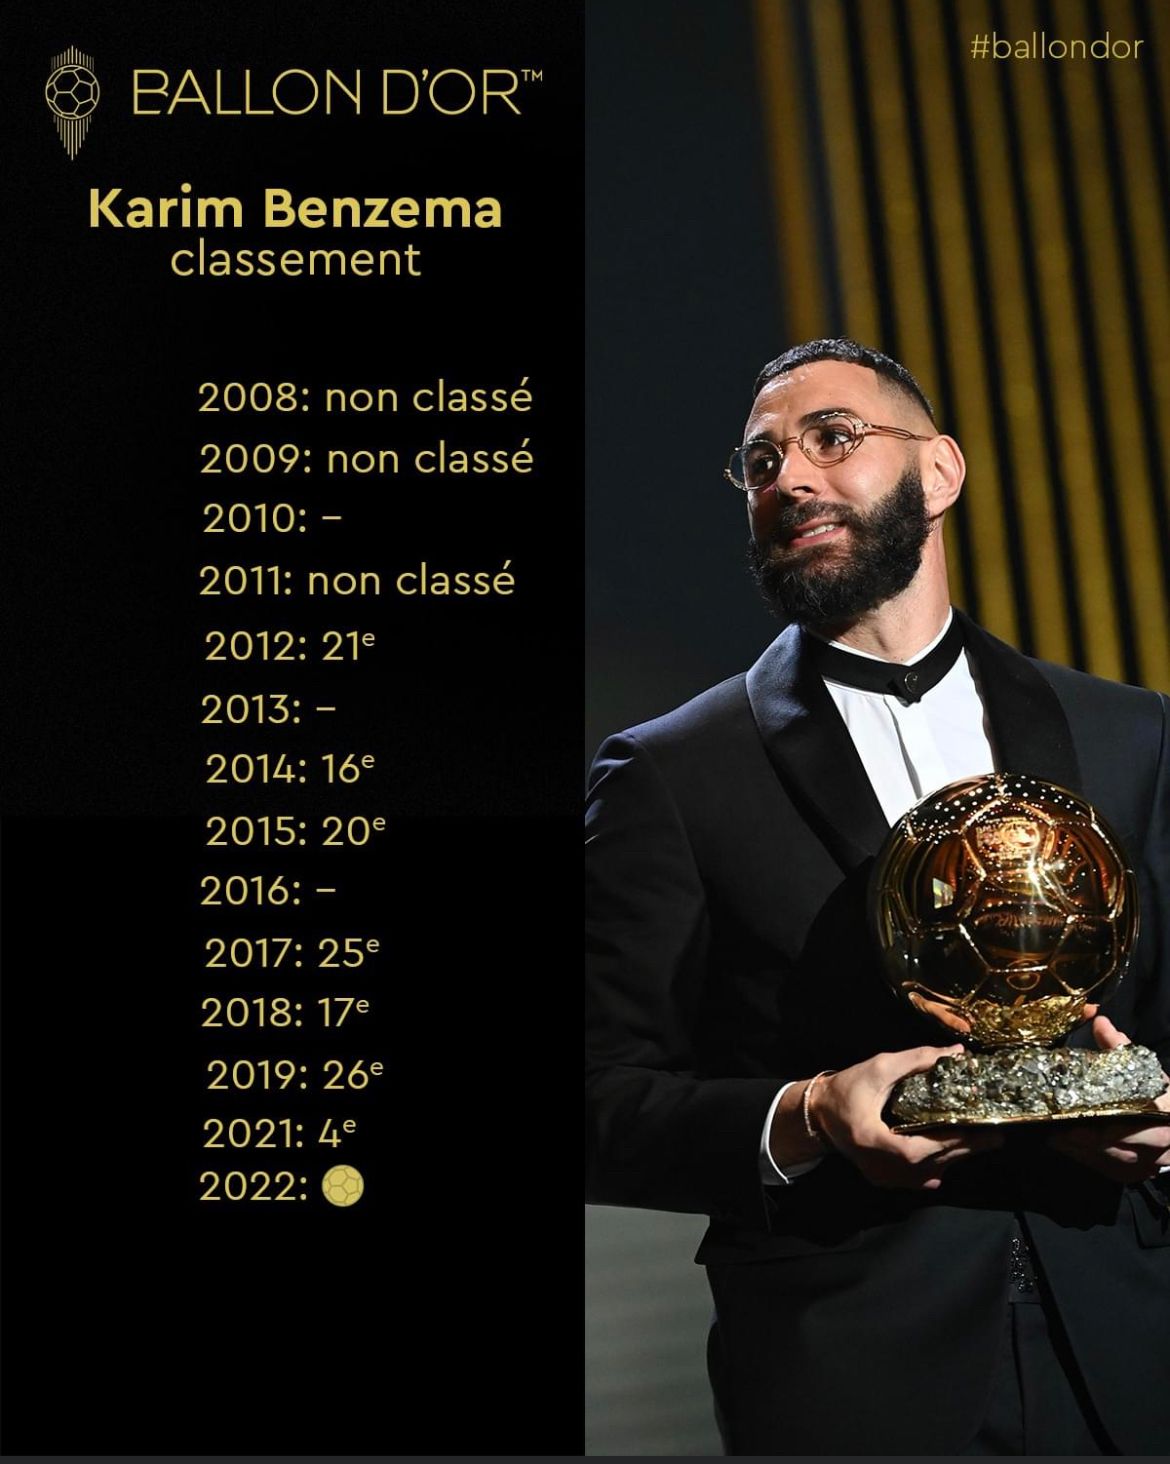 BALLON D'OR™
#ballondor
Karim Benzema
classement
2008: non classé
2009: non classé
2010: –
2011: non classé
2012: 21e
2013: –
2014: 16e
2015: 20e
2016: –
2017: 25e
2018: 17e
2019: 26e
2021: 4e
2022: